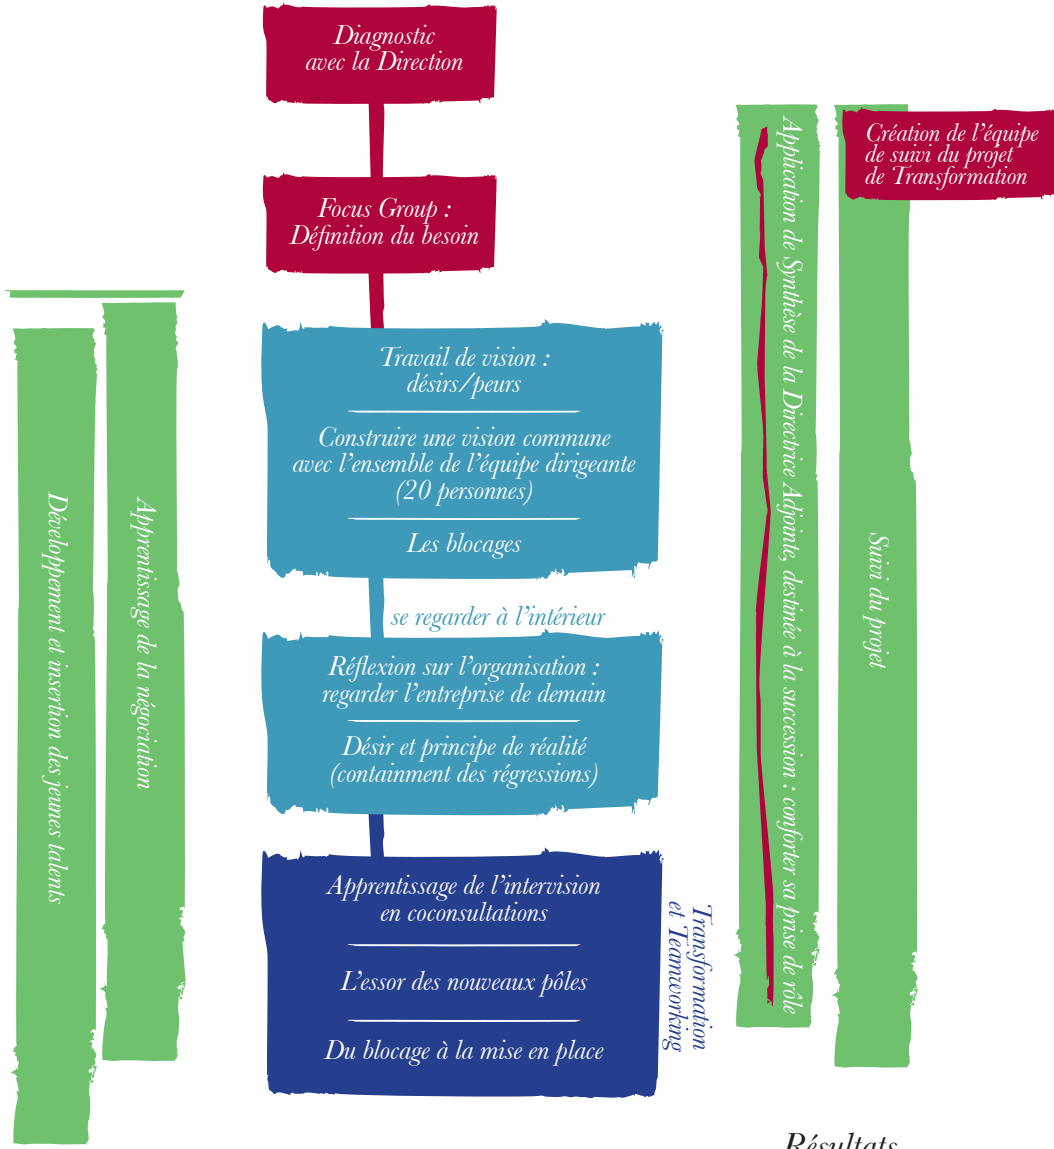 Diagnostic
avec la Direction
Focus Group :
Définition du besoin
Travail de vision :
désirs/peurs
Construire une vision commune
avec l’ensemble de l’équipe dirigeante
(20 personnes)
Les blocages
se regarder à l’intérieur
Réflexion sur l’organisation :
regarder l’entreprise de demain
Désir et principe de réalité
(containment des régressions)
Apprentissage de l’intervision
en coconsultations
L’essor des nouveaux pôles
Du blocage à la mise en place
Transformation
et Teamworking
Développement et insertion des jeunes talents
Apprentissage de la négociation
Application de Synthèse de la Directrice Adjointe, destinée à la succession : conforter sa prise de rôle
Création de l’équipe
de suivi du projet
de Transformation
Suivi du projet
Résultats